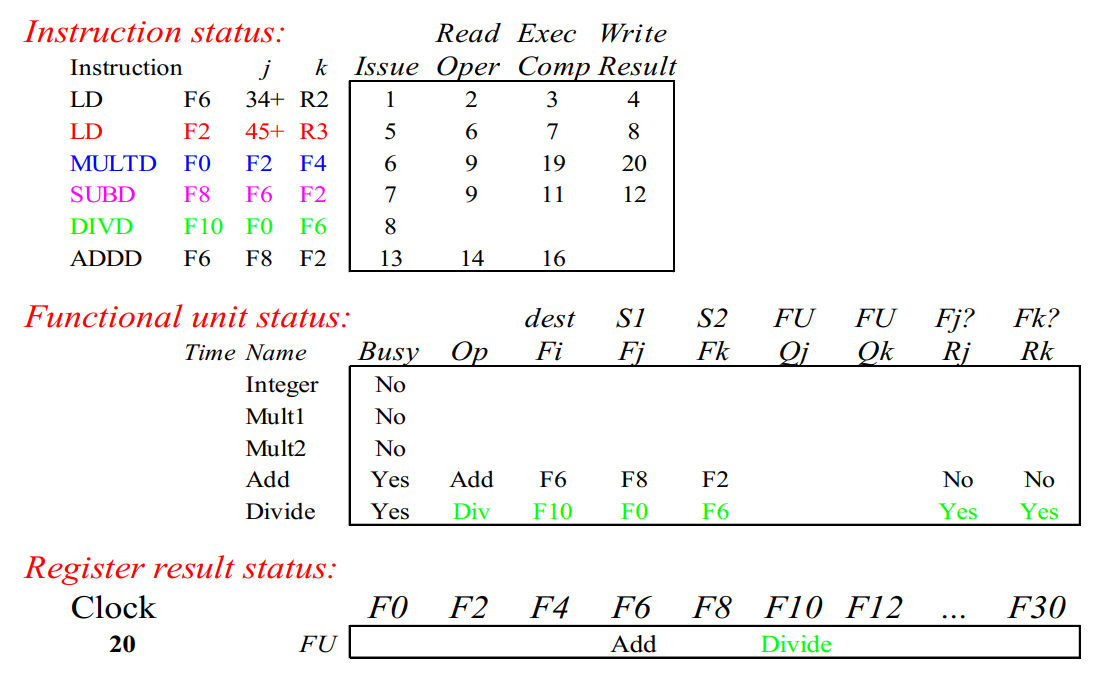 Instruction status: Read Exec Write
Instruction j k Issue Oper Comp Result
LD F6 34+ R2 1 2 3 4
LD F2 45+ R3 5 6 7 8
MULTD F0 F2 F4 6 9 19 20
SUBD F8 F6 F2 7 9 11 12
DIVD F10 F0 F6 8
ADDD F6 F8 F2 13 14 16
Functional unit status: dest S1 S2 FU FU Fj? Fk?
Time Name Busy Op Fi Fj Fk Qj Qk Rj Rk
Integer No
Mult1 No
Mult2 No
Add Yes Add F6 F8 F2 No No
Divide Yes Div F10 F0 F6 Yes Yes
Register result status:
Clock F0 F2 F4 F6 F8 F10 F12 ... F30
20 FU Add Divide